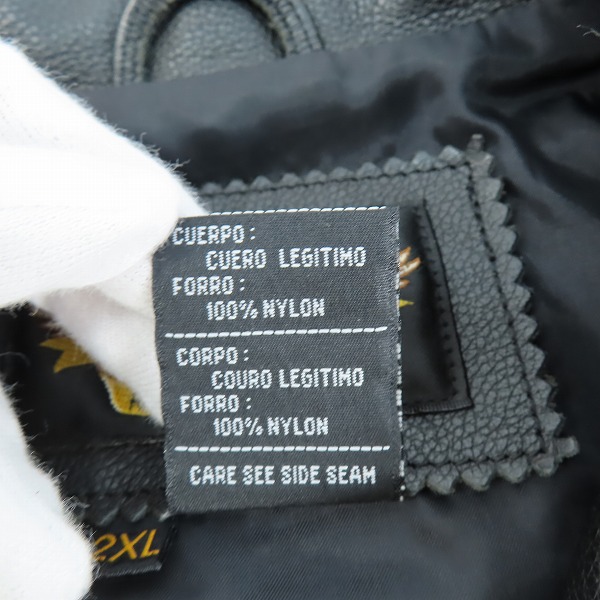 CUERPO:
CUERO LEGITIMO
FORRO:
100% NYLON
CORPO:
COURO LEGITIMO
FORRO:
100% NYLON
CARE SEE SIDE SEAM
2XL